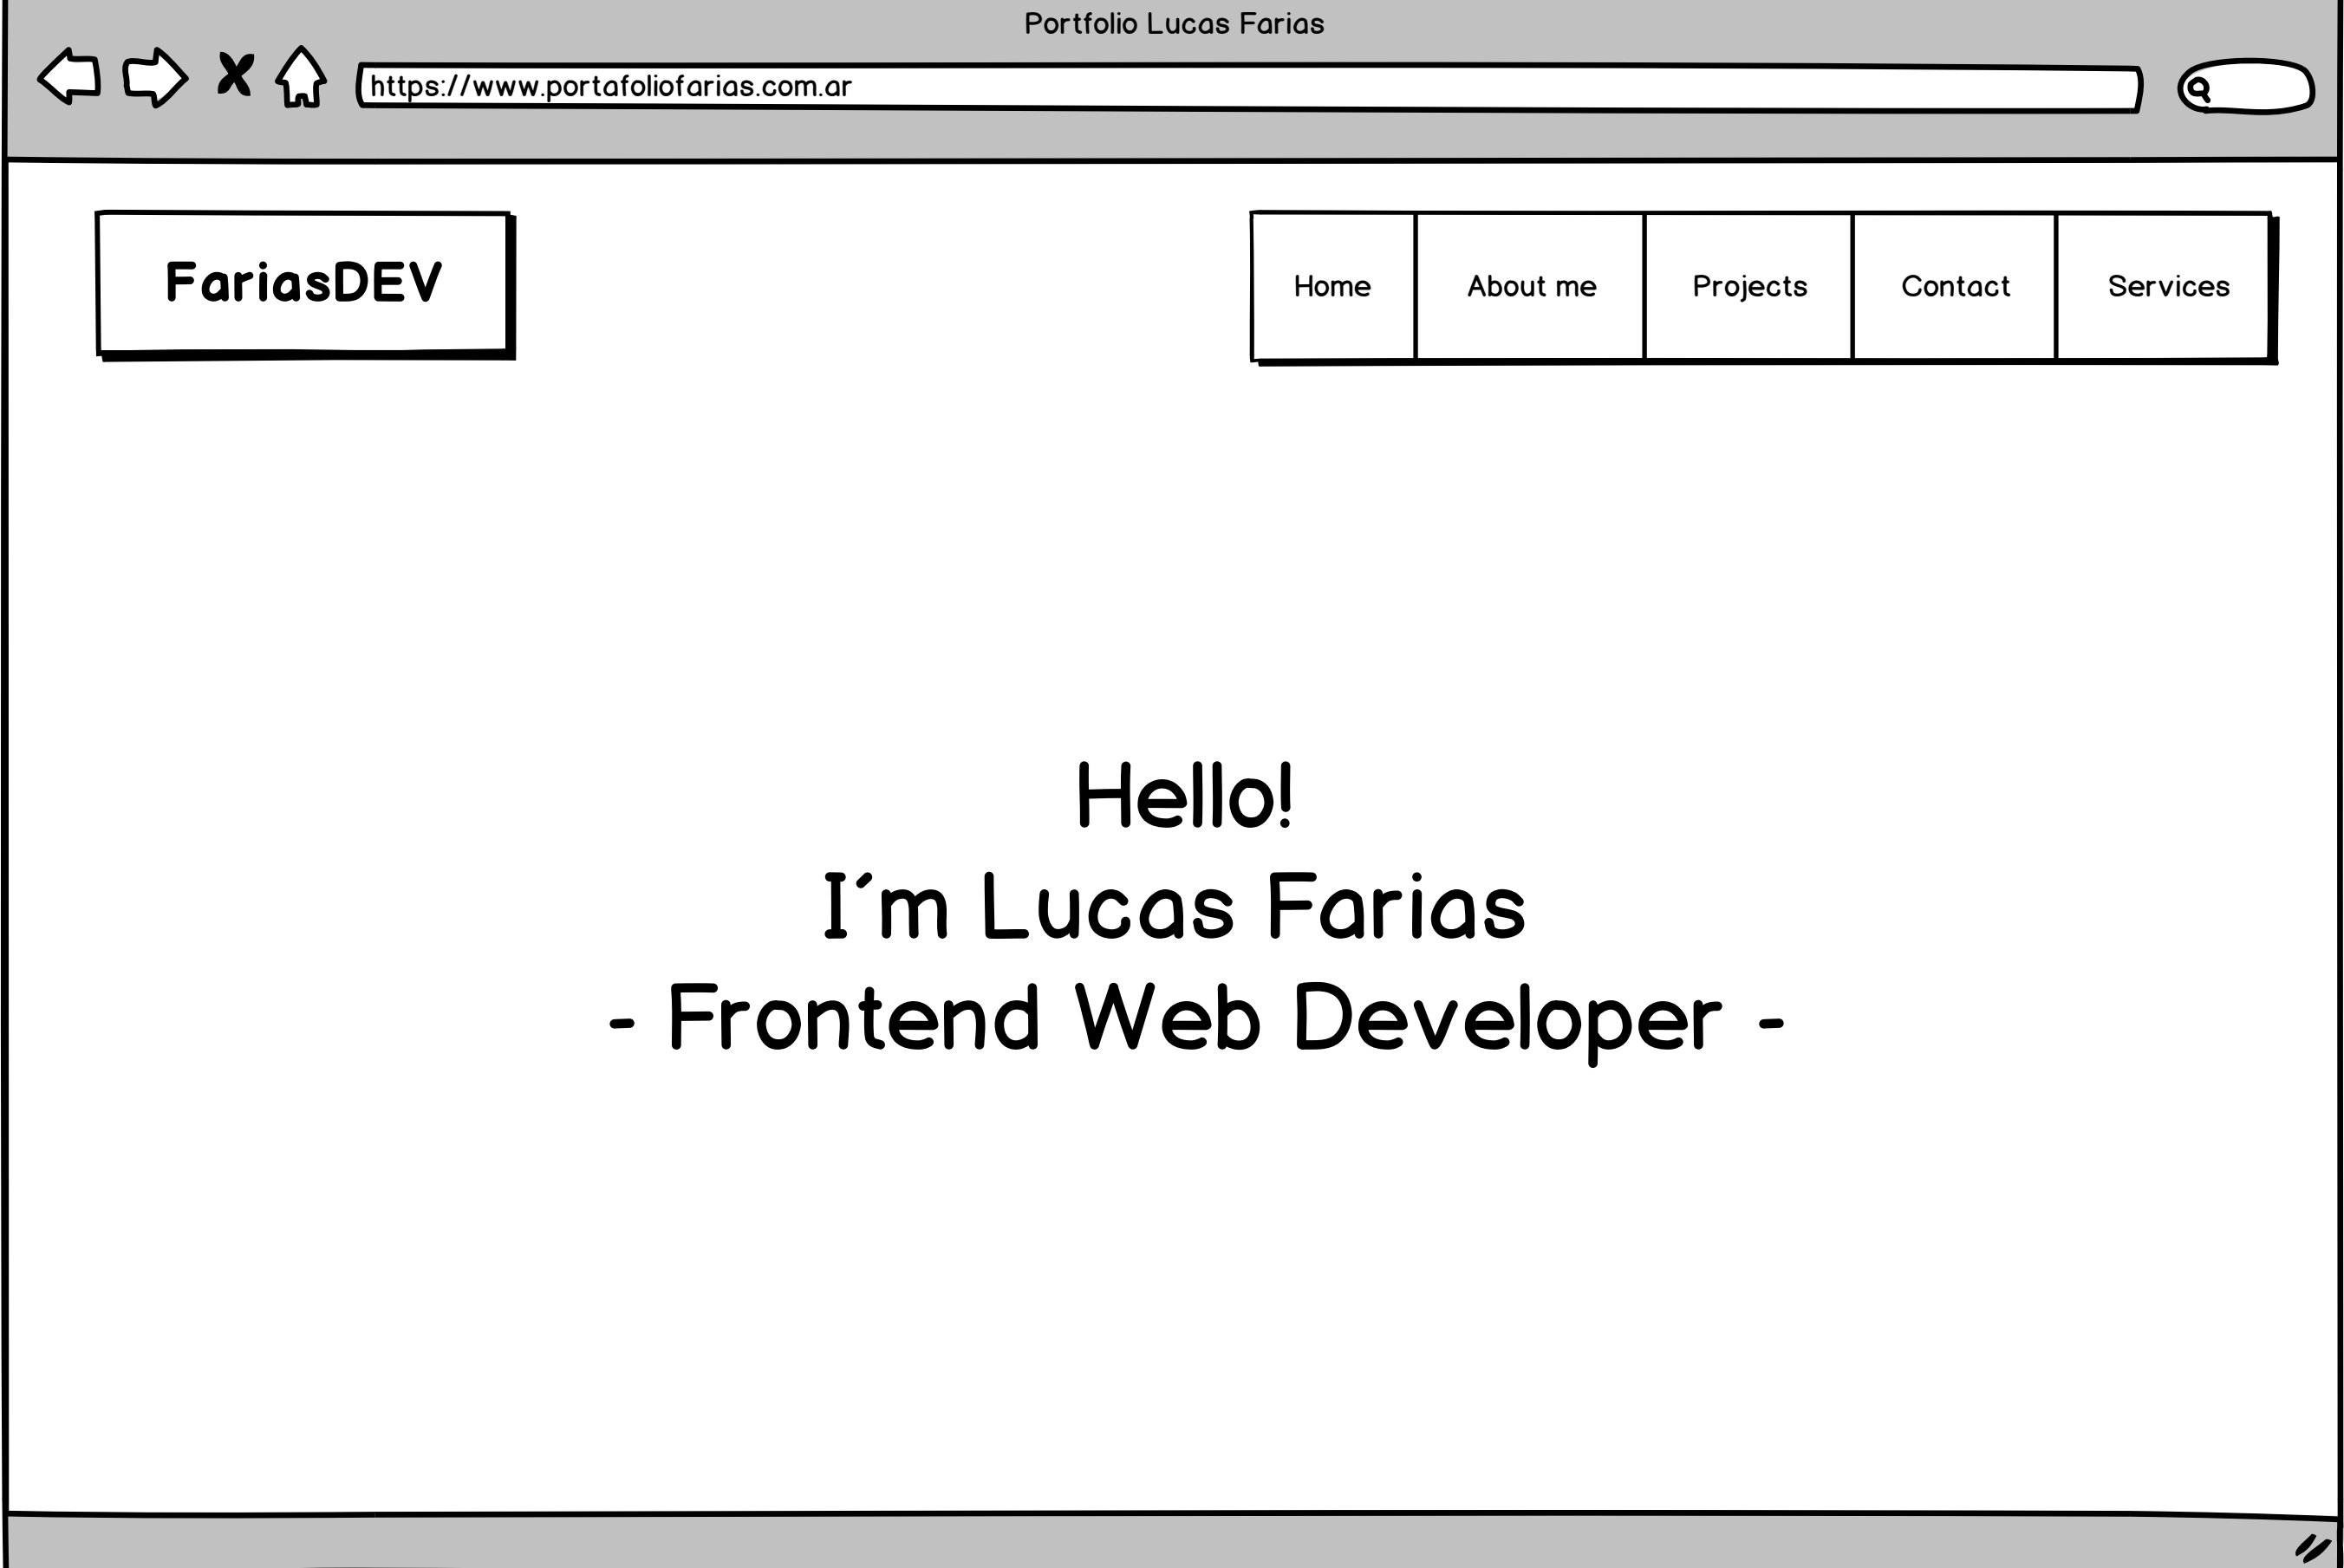 Portfolio Lucas Farias
https://www.portafoliofarias.com.ar
FariasDEV
Home
About me
Projects
Contact
Services
Hello!
I´m Lucas Farias
- Frontend Web Developer -